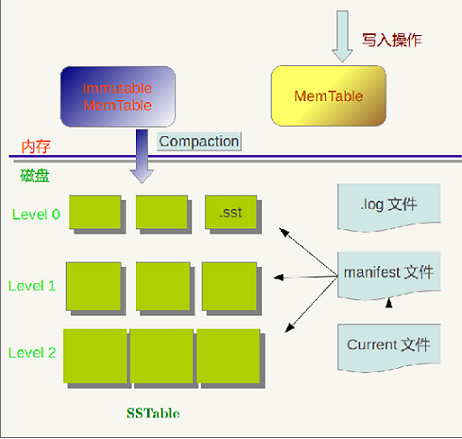 写入操作
Immutable
MemTable
MemTable
Compaction
内存
磁盘
Level 0
.sst
.log 文件
manifest 文件
Level 1
Current 文件
Level 2
SSTable